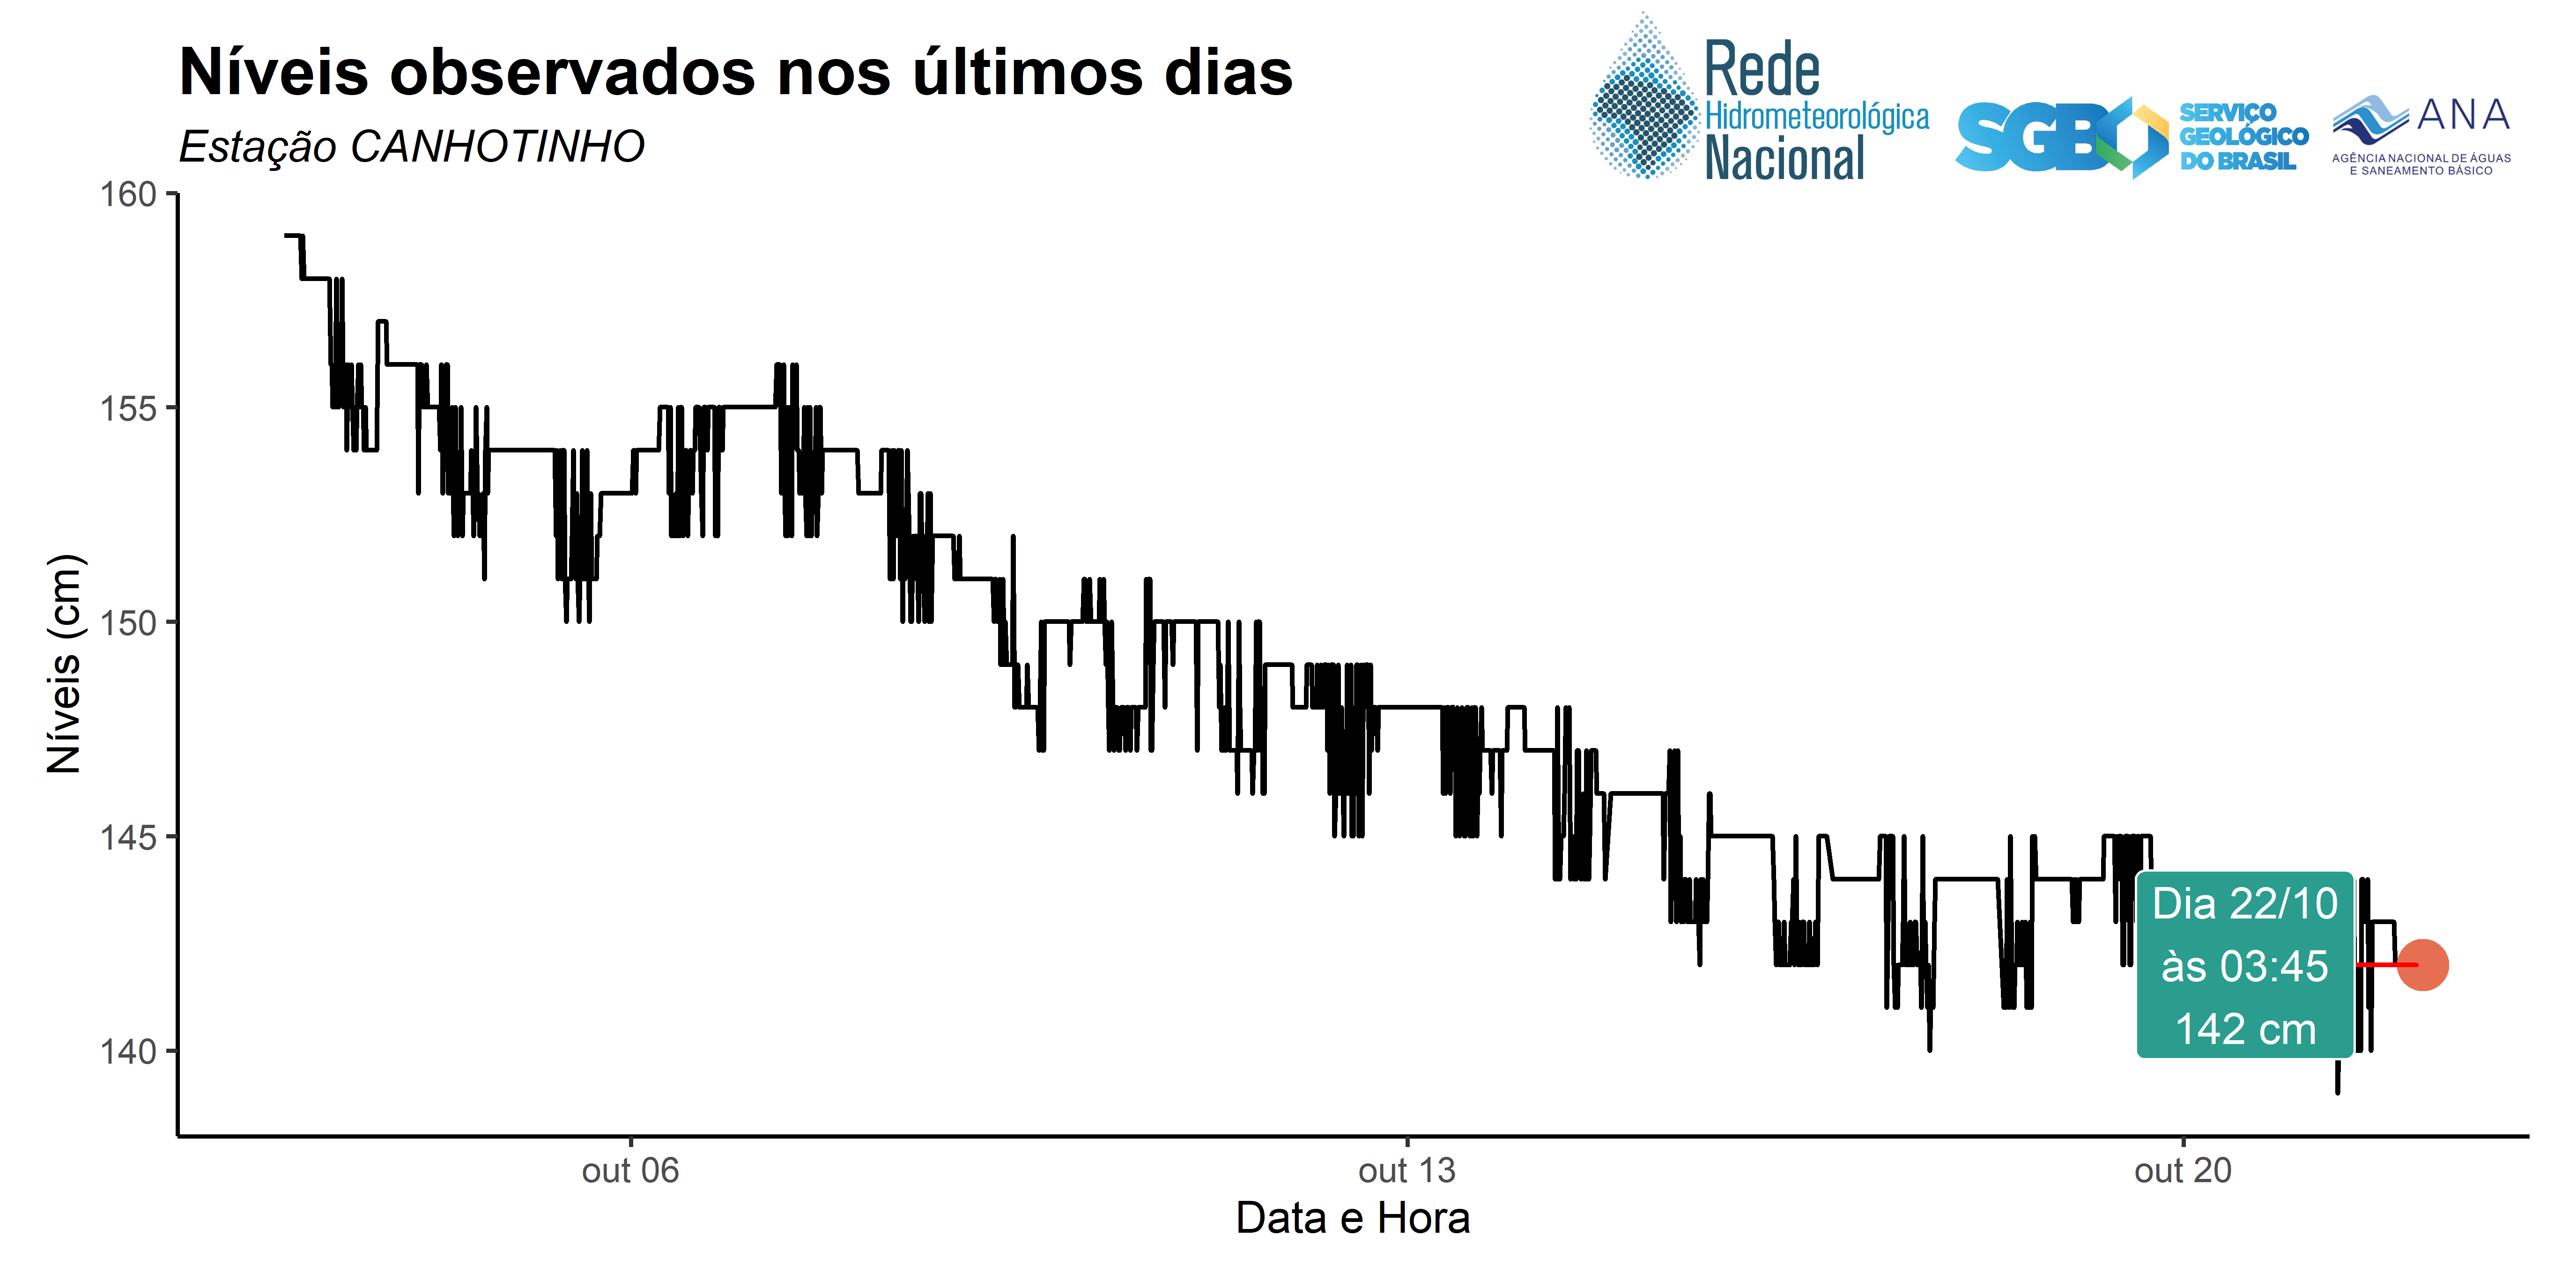 Níveis observados nos últimos dias
Estação CANHOTINHO
Rede
Hidrometeorológica
Nacional
SGB
SERVIÇO
GEOLÓGICO
DO BRASIL
ANA
AGÊNCIA NACIONAL DE ÁGUAS
E SANEAMENTO BÁSICO
Níveis (cm)
160
155
150
145
140
Dia 22/10
às 03:45
142 cm
out 06
out 13
out 20
Data e Hora